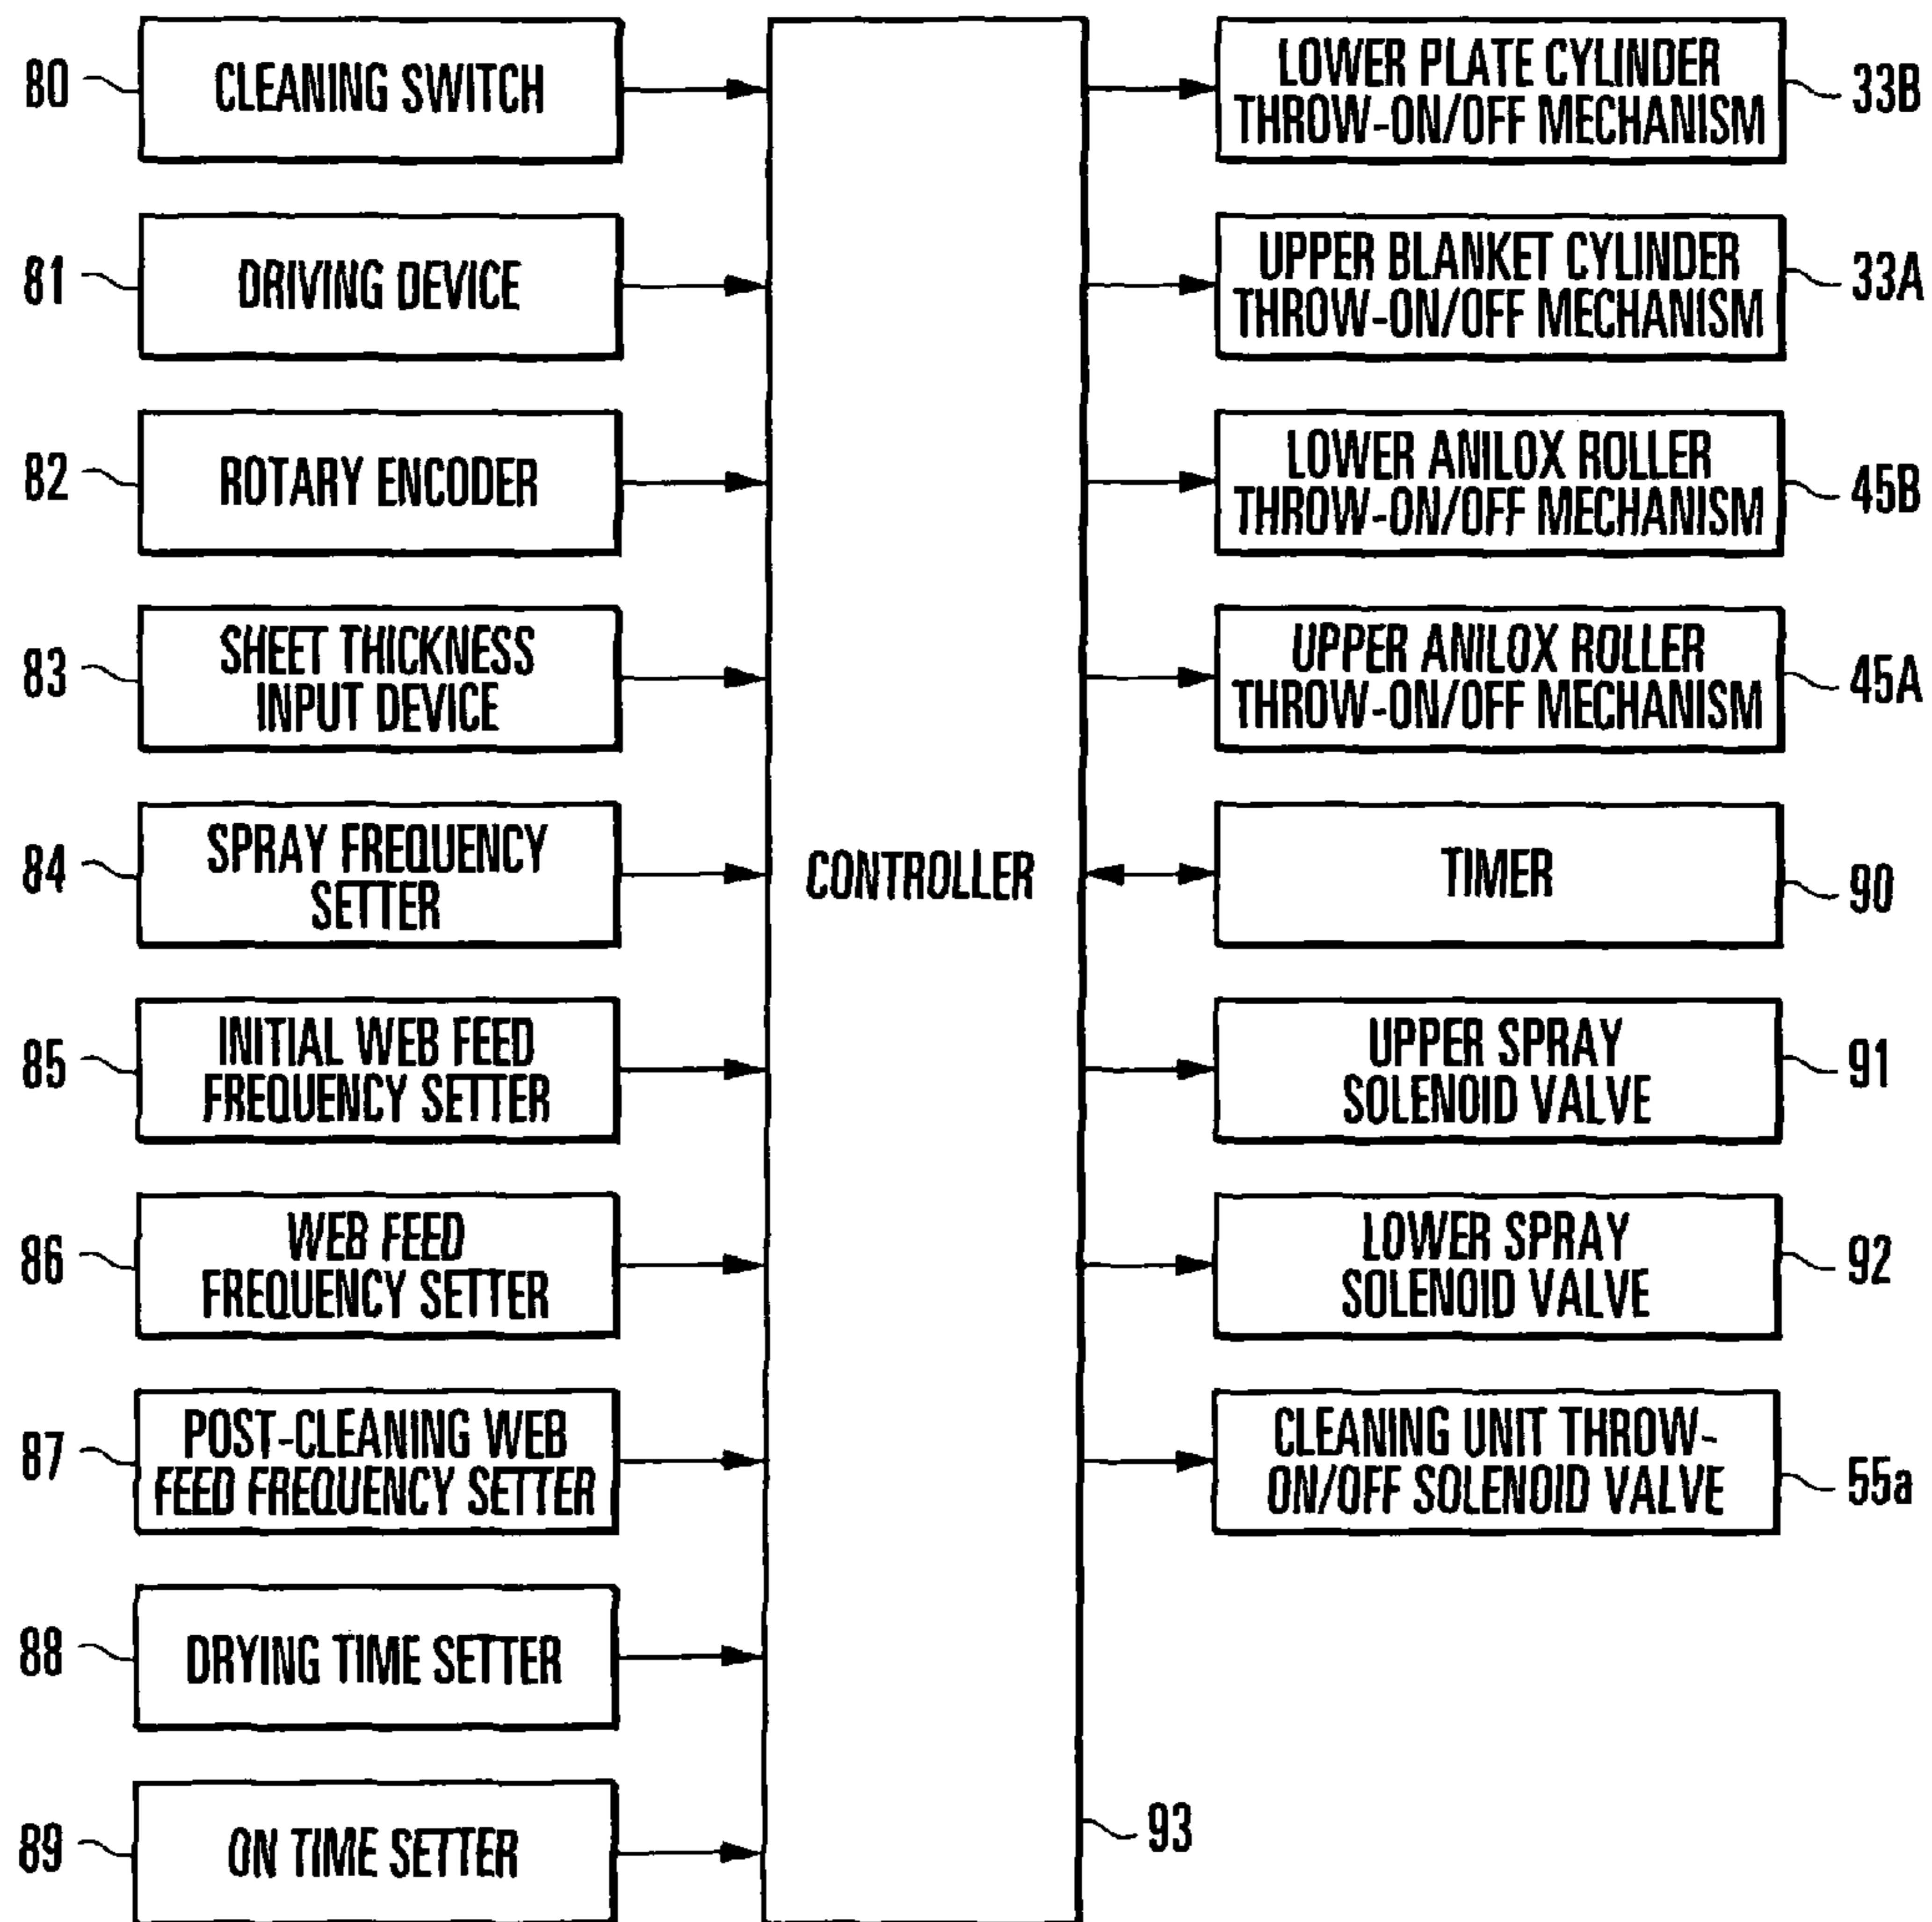 80
CLEANING SWITCH
81
DRIVING DEVICE
82
ROTARY ENCODER
83
SHEET THICKNESS
INPUT DEVICE
84
SPRAY FREQUENCY
SETTER
85
INITIAL WEB FEED
FREQUENCY SETTER
86
WEB FEED
FREQUENCY SETTER
87
POST-CLEANING WEB
FEED FREQUENCY SETTER
88
DRYING TIME SETTER
89
ON TIME SETTER
CONTROLLER
93
LOWER PLATE CYLINDER
THROW-ON/OFF MECHANISM
33B
UPPER BLANKET CYLINDER
THROW-ON/OFF MECHANISM
33A
LOWER ANILOX ROLLER
THROW-ON/OFF MECHANISM
45B
UPPER ANILOX ROLLER
THROW-ON/OFF MECHANISM
45A
TIMER
90
UPPER SPRAY
SOLENOID VALVE
91
LOWER SPRAY
SOLENOID VALVE
92
CLEANING UNIT THROW-
ON/OFF SOLENOID VALVE
55a